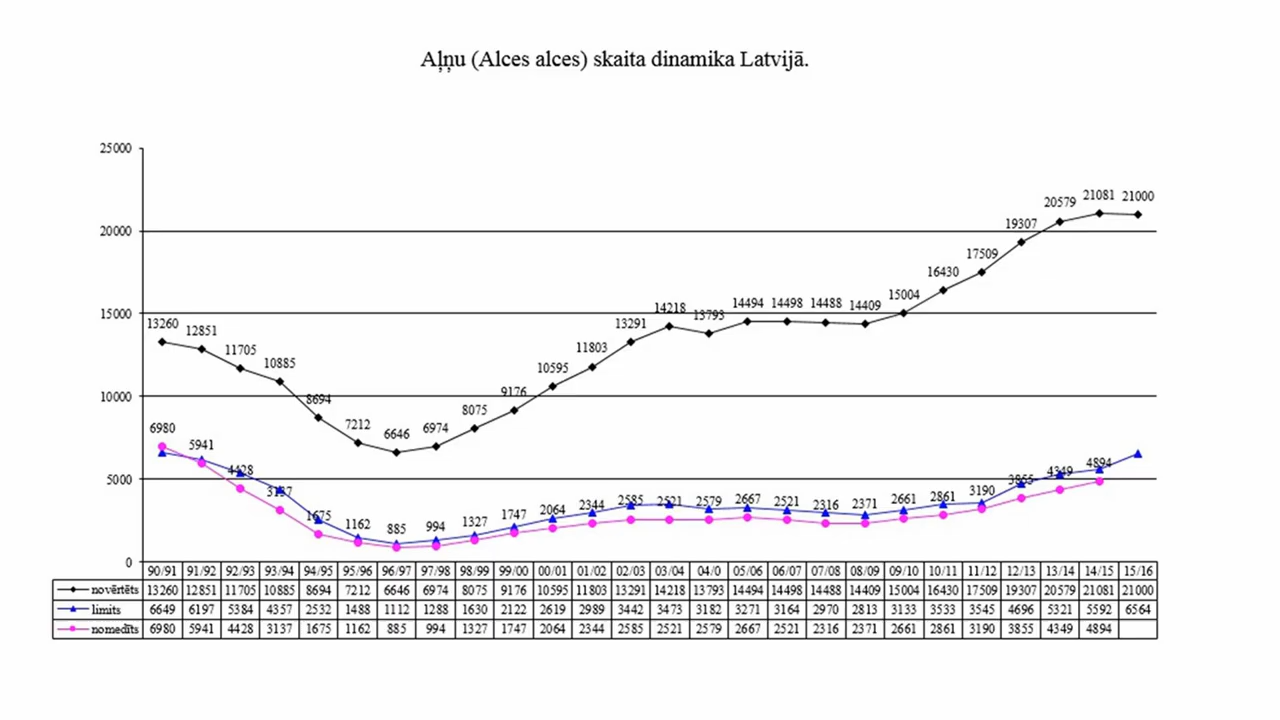 Aļņu (Alces alces) skaita dinamika Latvijā.
25000
20000
15000
10000
5000
0
13260 12851 11705 10885 8694 7212 6646 6974 8075 9176 10595 11803 13291 14218 13793 14494 14498 14488 14409 15004 16430 17509 19307 20579 21081 21000
6980 5941 4428 3137 1675 1162 885 994 1327 1747 2064 2344 2585 2521 2579 2667 2521 2316 2371 2661 2861 3190 3855 4349 4894
90/91 91/92 92/93 93/94 94/95 95/96 96/97 97/98 98/99 99/00 00/01 01/02 02/03 03/04 04/0 05/06 06/07 07/08 08/09 09/10 10/11 11/12 12/13 13/14 14/15 15/16
novērtēts 13260 12851 11705 10885 8694 7212 6646 6974 8075 9176 10595 11803 13291 14218 13793 14494 14498 14488 14409 15004 16430 17509 19307 20579 21081 21000
limits 6649 6197 5384 4357 2532 1488 1112 1288 1630 2122 2619 2989 3442 3473 3182 3271 3164 2970 2813 3133 3533 3545 4696 5321 5592 6564
nomedīts 6980 5941 4428 3137 1675 1162 885 994 1327 1747 2064 2344 2585 2521 2579 2667 2521 2316 2371 2661 2861 3190 3855 4349 4894